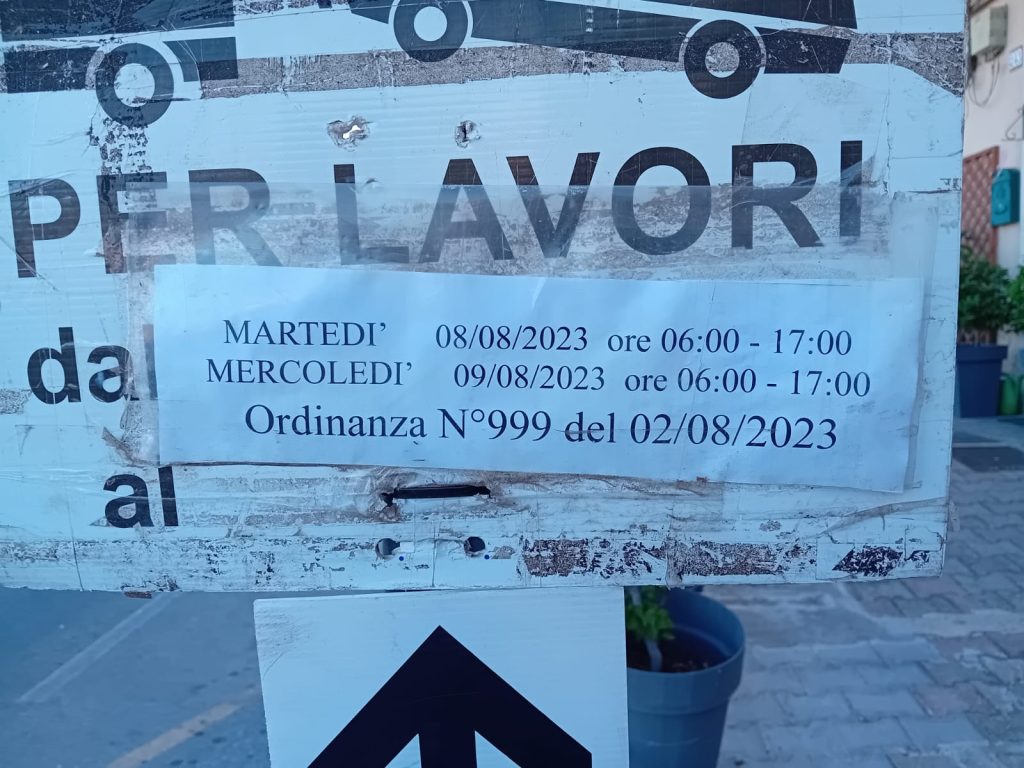 PER LAVORI
dal
MARTEDI’ 08/08/2023 ore 06:00 - 17:00
MERCOLEDI’ 09/08/2023 ore 06:00 - 17:00
Ordinanza N°999 del 02/08/2023
al